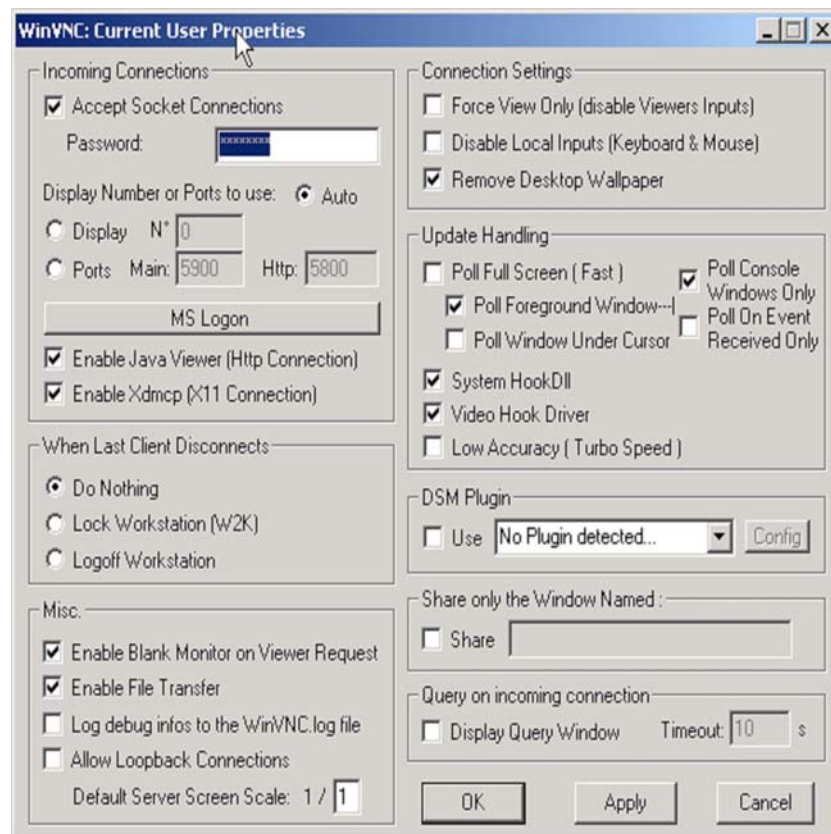 WinVNC: Current User Properties
Incoming Connections
Accept Socket Connections
Password: xxxxxxxx
Display Number or Ports to use: Auto
Display N° 0
Ports Main: 5900 Http: 5800
MS Logon
Enable Java Viewer (Http Connection)
Enable Xdmcp (X11 Connection)
When Last Client Disconnects
Do Nothing
Lock Workstation (W2K)
Logoff Workstation
Misc.
Enable Blank Monitor on Viewer Request
Enable File Transfer
Log debug infos to the WinVNC.log file
Allow Loopback Connections
Default Server Screen Scale: 1 / 1
Connection Settings
Force View Only (disable Viewers Inputs)
Disable Local Inputs (Keyboard & Mouse)
Remove Desktop Wallpaper
Update Handling
Poll Full Screen ( Fast )
Poll Foreground Window---|
Poll Window Under Cursor
Poll Console
Windows Only
Poll On Event
Received Only
System HookDll
Video Hook Driver
Low Accuracy ( Turbo Speed )
DSM Plugin
Use No Plugin detected... Config
Share only the Window Named :
Share
Query on incoming connection
Display Query Window Timeout: 10 s
OK Apply Cancel